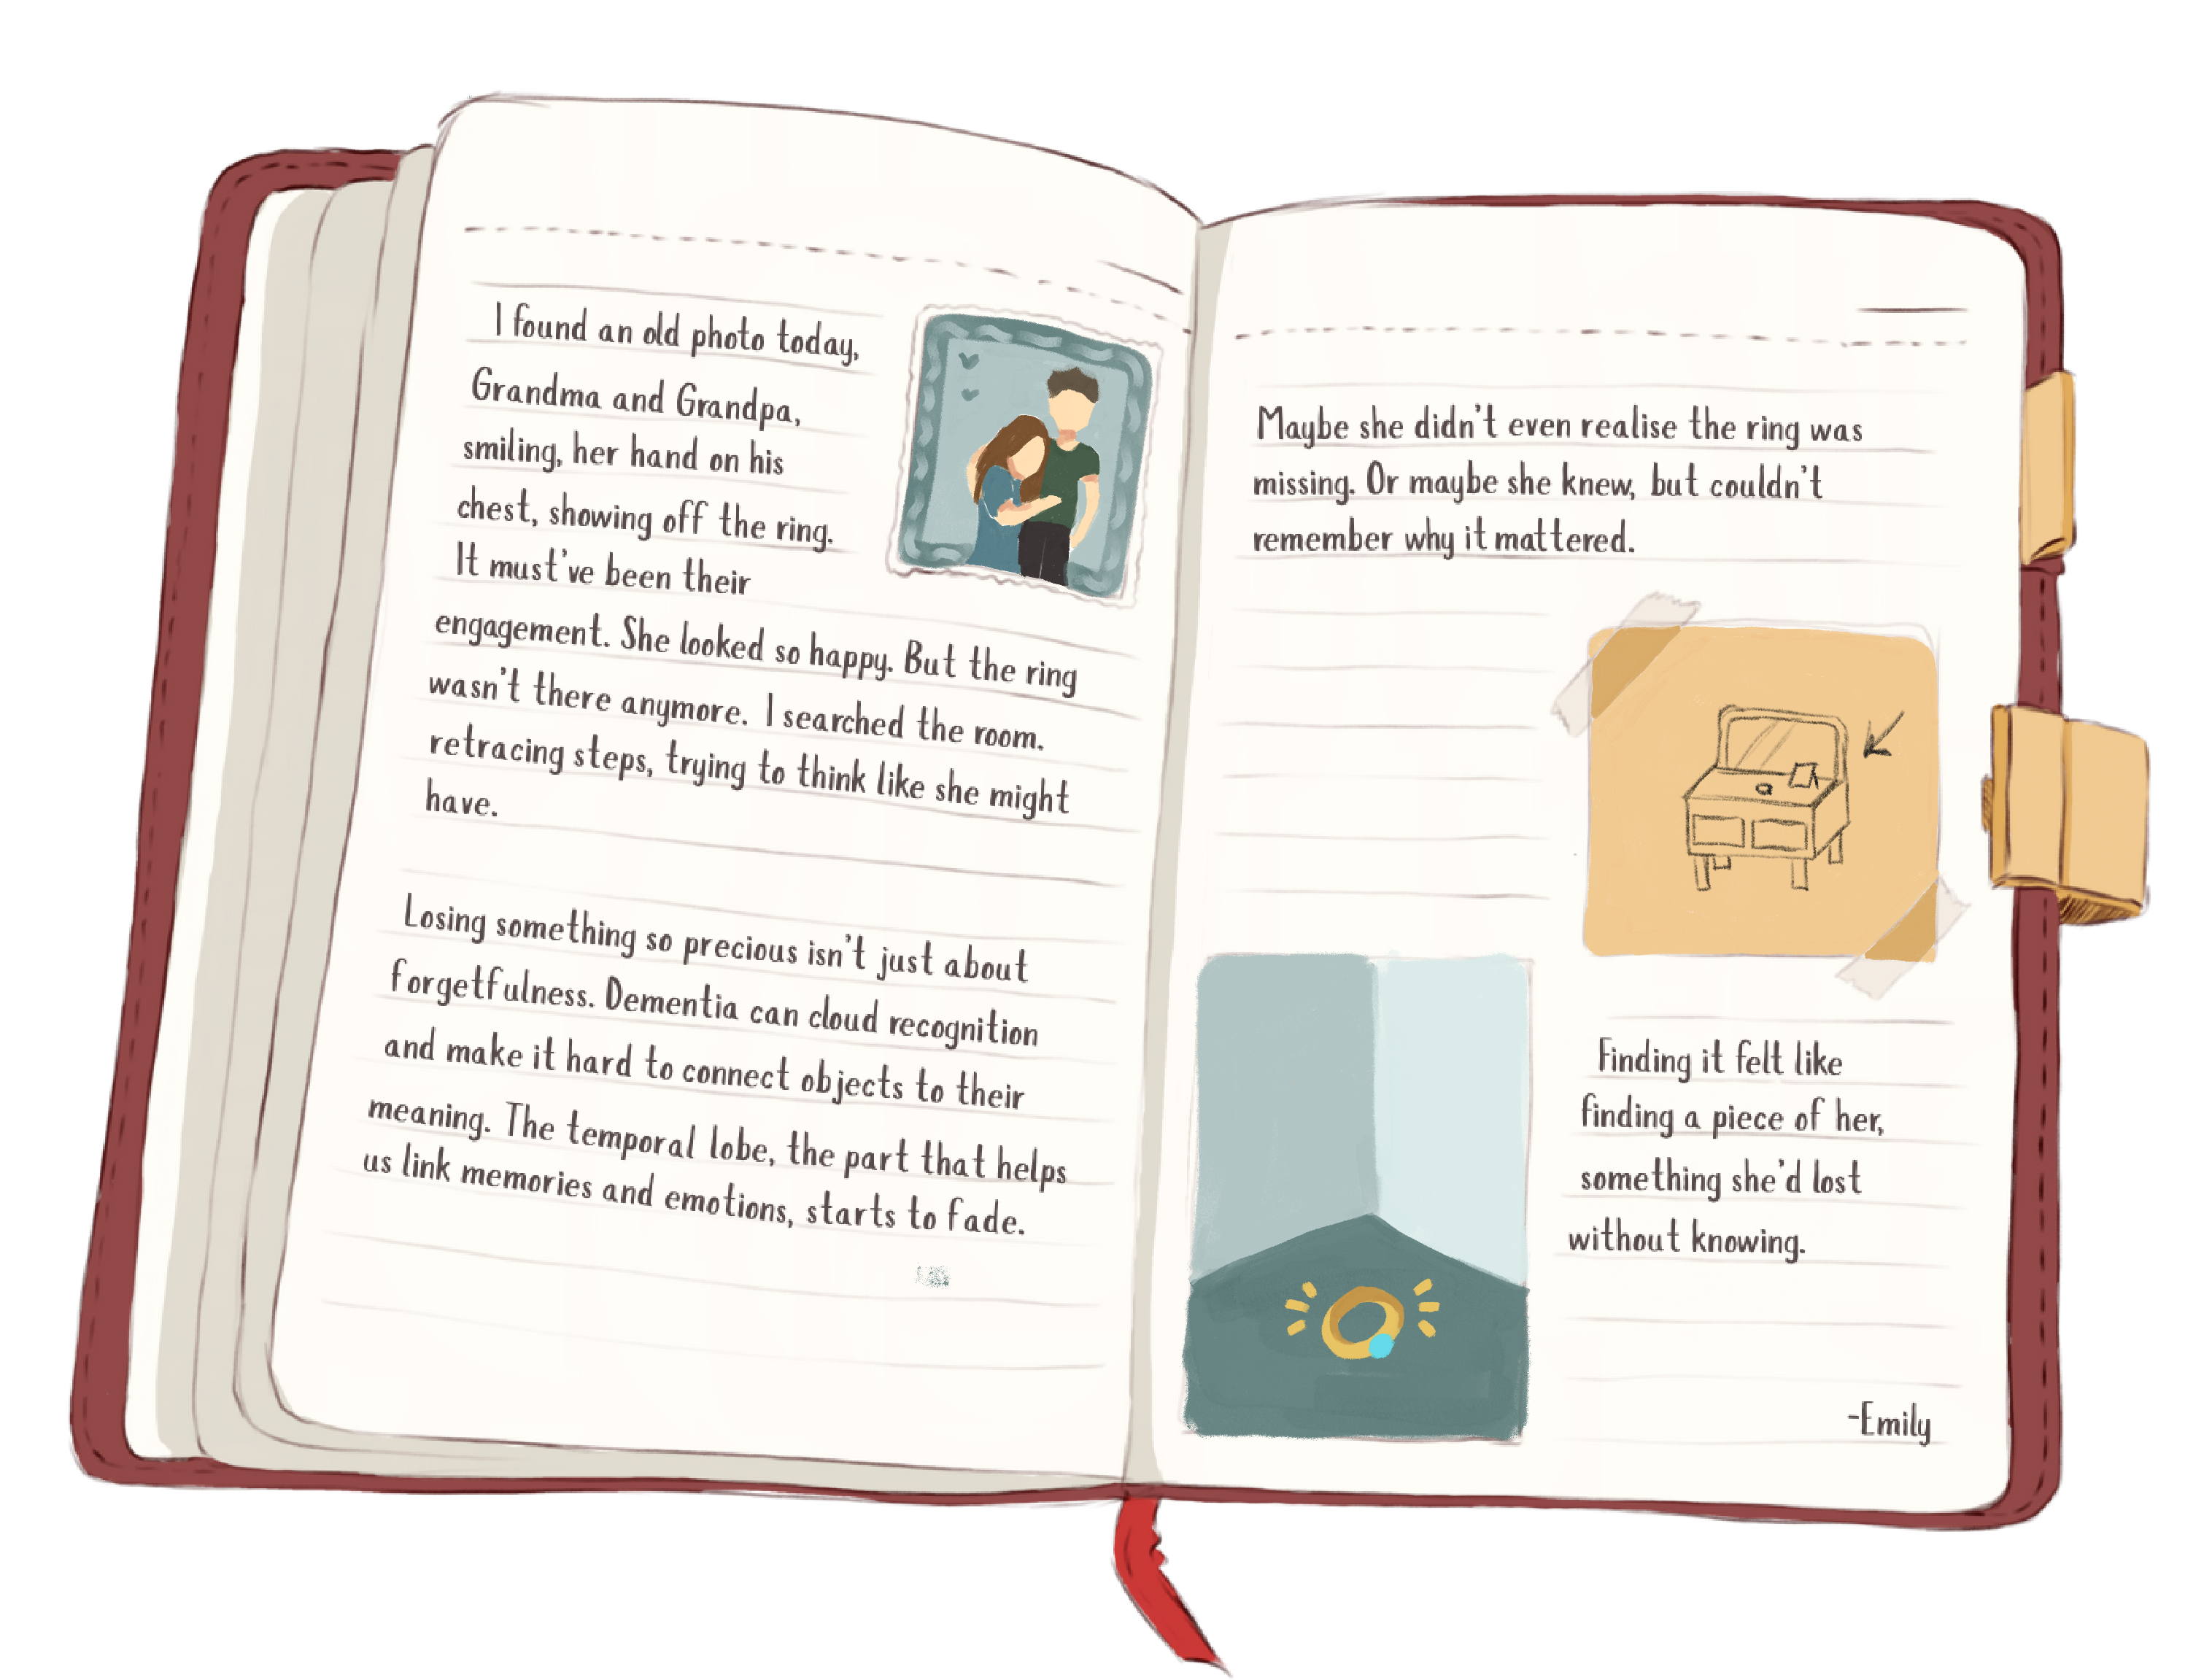 I found an old photo today,
Grandma and Grandpa,
smiling, her hand on his
chest, showing off the ring.
It must've been their
engagement. She looked so happy. But the ring
wasn't there anymore. I searched the room.
retracing steps, trying to think like she might
have.
Losing something so precious isn't just about
forgetfulness. Dementia can cloud recognition
and make it hard to connect objects to their
meaning. The temporal lobe, the part that helps
us link memories and emotions, starts to fade.
Maybe she didn't even realise the ring was
missing. Or maybe she knew, but couldn't
remember why it mattered.
Finding it felt like
finding a piece of her,
something she'd lost
without knowing.
-Emily